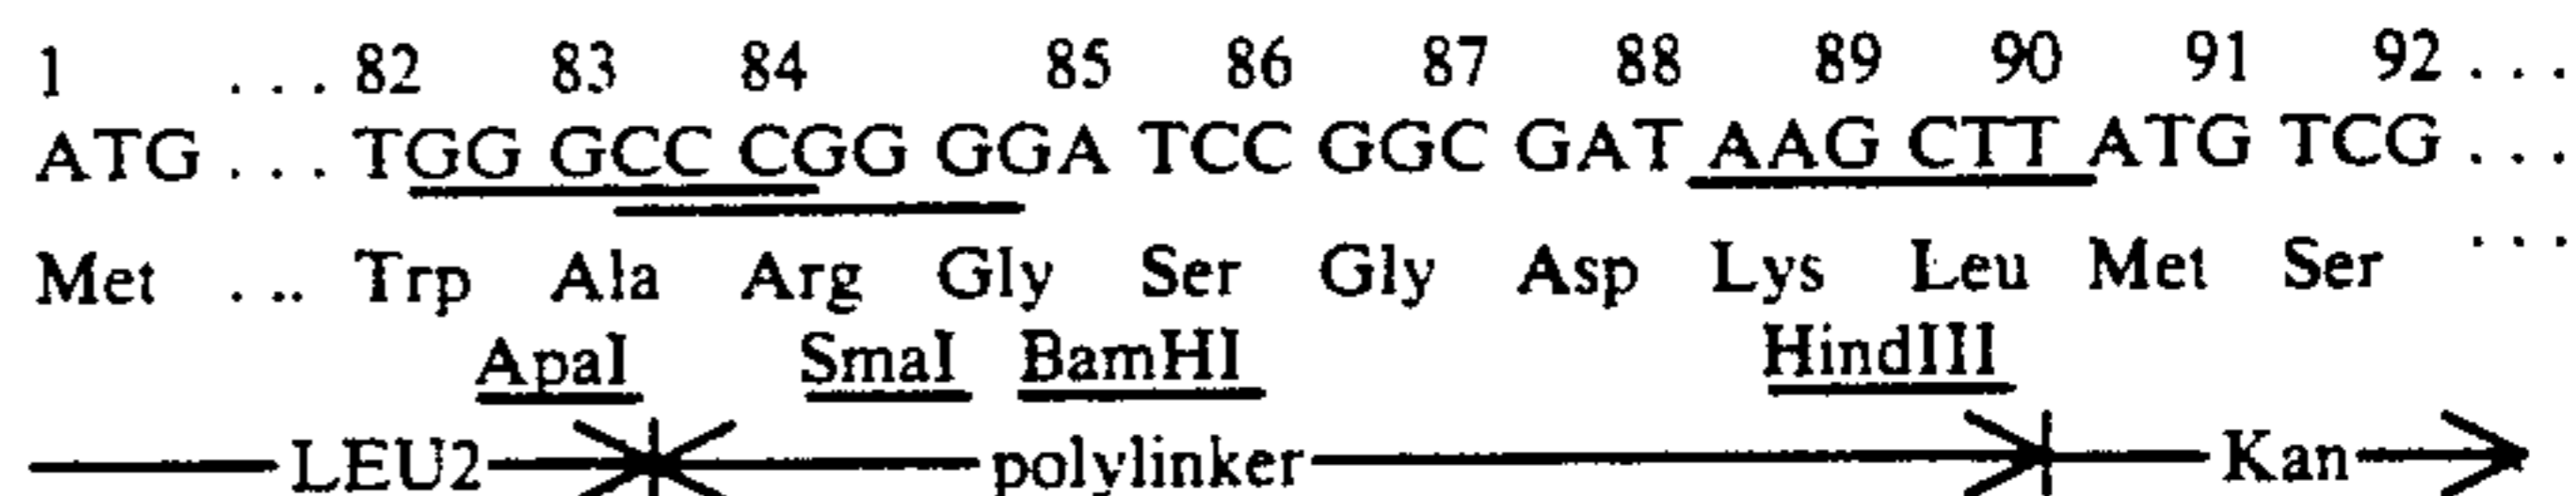 1 ... 82 83 84 85 86 87 88 89 90 91 92 ...
ATG ... TGG GCC CGG GGA TCC GGC GAT AAG CTT ATG TCG ...
Met ... Trp Ala Arg Gly Ser Gly Asp Lys Leu Met Ser ...
ApaI SmaI BamHI HindIII
LEU2 polylinker Kan